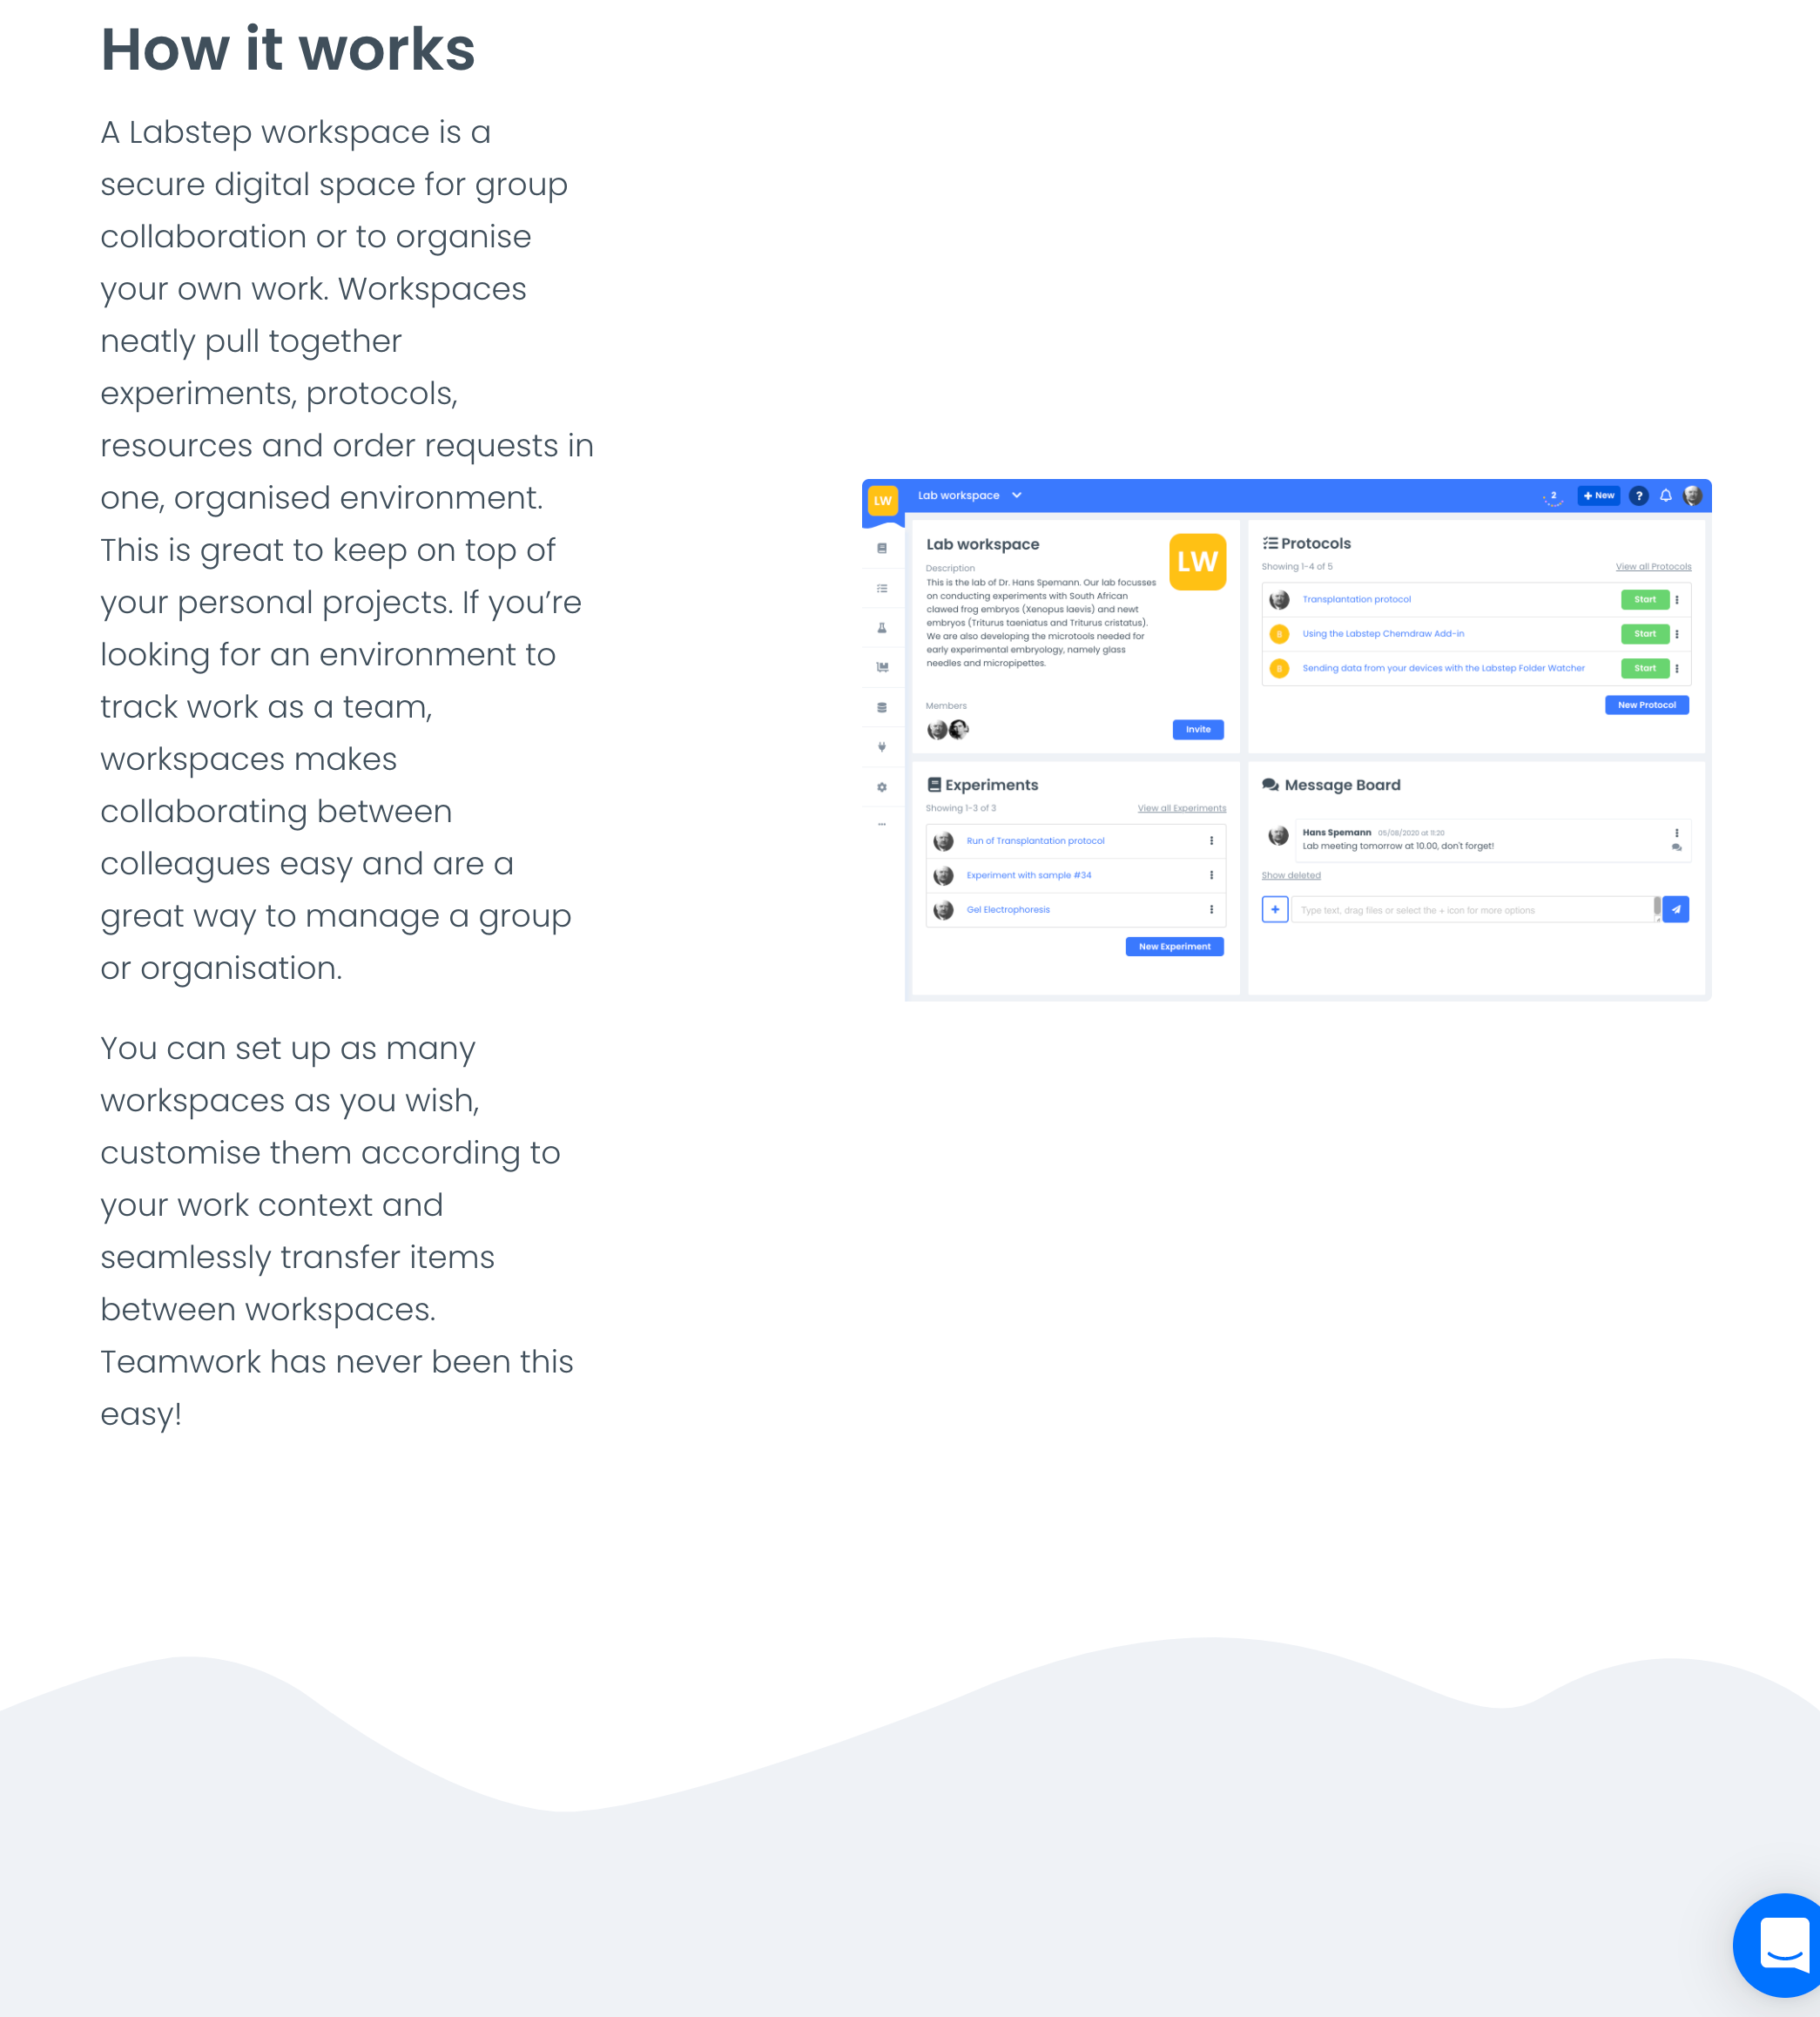 How it works
A Labstep workspace is a
secure digital space for group
collaboration or to organise
your own work. Workspaces
neatly pull together
experiments, protocols,
resources and order requests in
one, organised environment.
This is great to keep on top of
your personal projects. If you’re
looking for an environment to
track work as a team,
workspaces makes
collaborating between
colleagues easy and are a
great way to manage a group
or organisation.
You can set up as many
workspaces as you wish,
customise them according to
your work context and
seamlessly transfer items
between workspaces.
Teamwork has never been this
easy!
LW Lab workspace 2 + New ?
Lab workspace
LW
Description
This is the lab of Dr. Hans Spemann. Our lab focusses
on conducting experiments with South African
clawed frog embryos (Xenopus laevis) and newt
embryos (Triturus taeniatus and Triturus cristatus).
We are also developing the microtools needed for
early experimental embryology, namely glass
needles and micropipettes.
Members
Invite
Protocols
Showing 1-4 of 5 View all Protocols
Transplantation protocol Start
B Using the Labstep Chemdraw Add-in Start
B Sending data from your devices with the Labstep Folder Watcher Start
New Protocol
Experiments
Showing 1-3 of 3 View all Experiments
Run of Transplantation protocol
Experiment with sample #34
Gel Electrophoresis
New Experiment
Message Board
Hans Spemann 05/08/2020 at 11:20
Lab meeting tomorrow at 10.00, don't forget!
Show deleted
+ Type text, drag files or select the + icon for more options